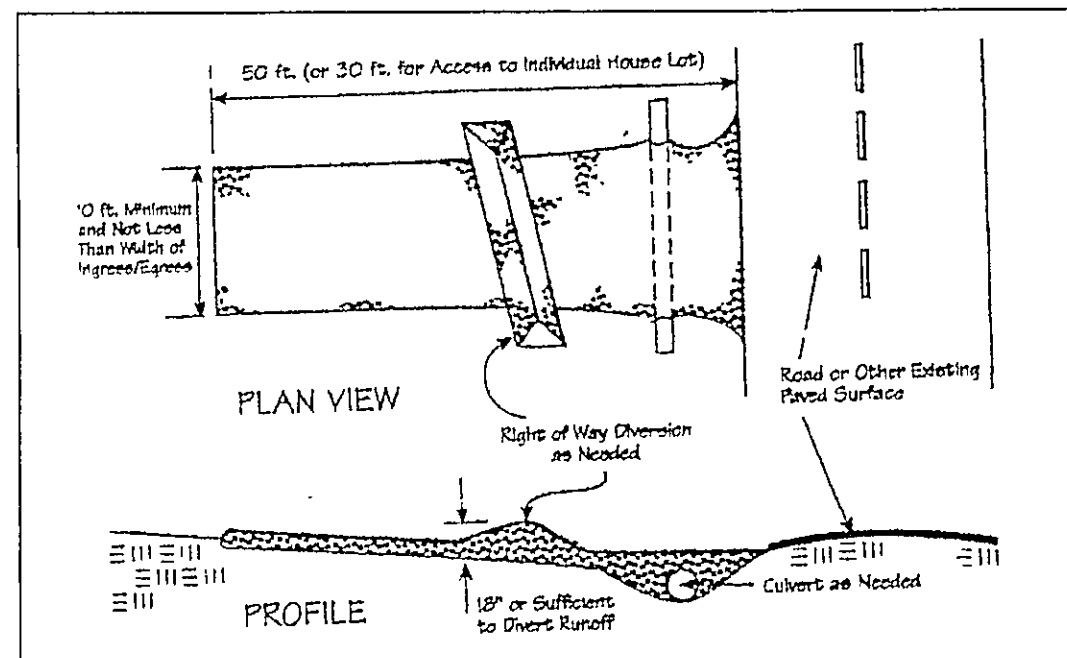 50 ft. (or 30 ft. for Access to Individual House Lot)
0 ft. Minimum
and Not Less
Than Width of
Ingress/Egress
PLAN VIEW
Road or Other Existing
Paved Surface
Right of Way Diversion
as Needed
18" or Sufficient
to Divert Runoff
Culvert as Needed
PROFILE